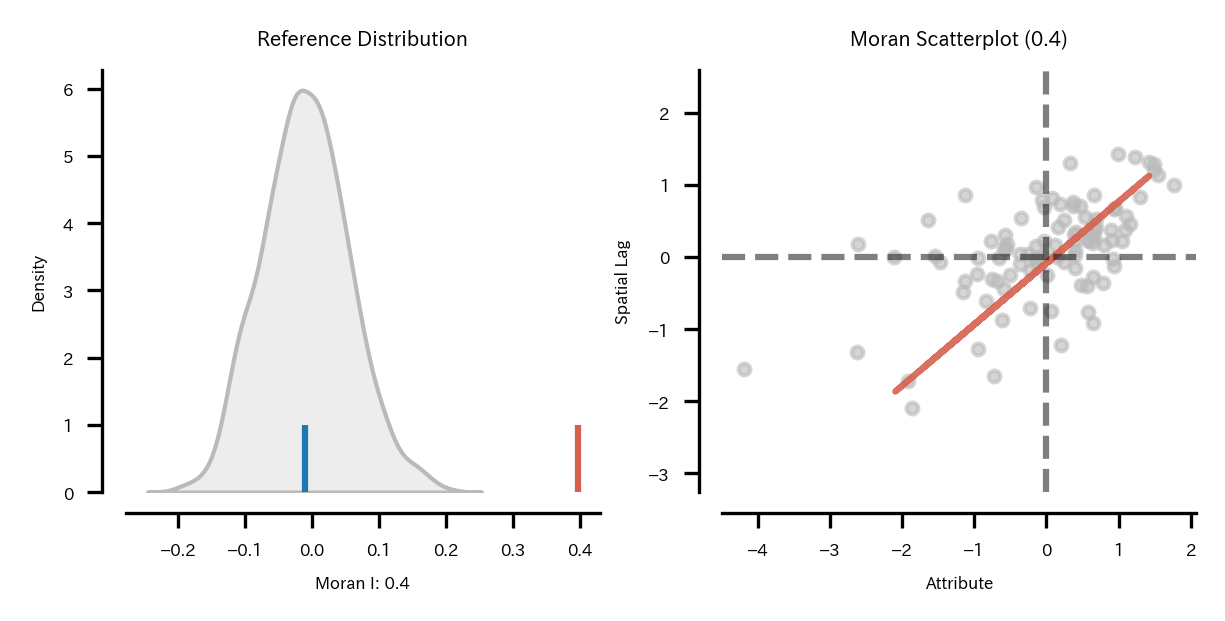 Reference Distribution
6
5
4
3
2
1
0
Density
−0.2 −0.1 0.0 0.1 0.2 0.3 0.4
Moran I: 0.4
Moran Scatterplot (0.4)
2
1
0
−1
−2
−3
Spatial Lag
−4 −3 −2 −1 0 1 2
Attribute